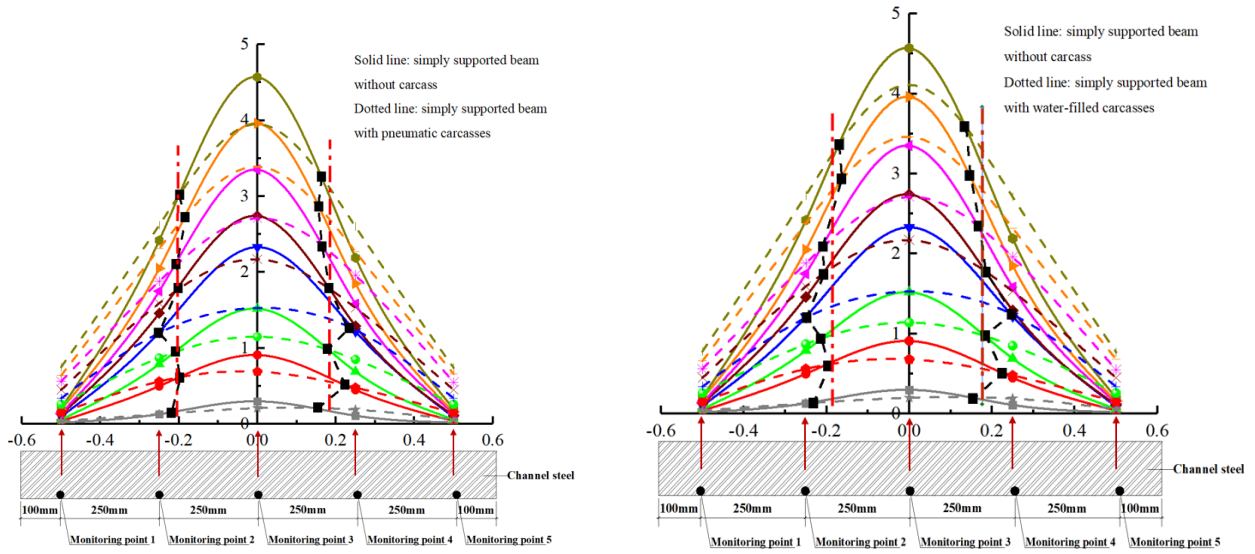 5
Solid line: simply supported beam
without carcass
Dotted line: simply supported beam
with pneumatic carcasses
4
3
2
1
0
-0.6
-0.4
-0.2
0.0
0.2
0.4
0.6
Channel steel
100mm
250mm
250mm
250mm
250mm
100mm
Monitoring point 1
Monitoring point 2
Monitoring point 3
Monitoring point 4
Monitoring point 5
5
Solid line: simply supported beam
without carcass
Dotted line: simply supported beam
with water-filled carcasses
4
3
2
1
0
-0.6
-0.4
-0.2
0.0
0.2
0.4
0.6
Channel steel
100mm
250mm
250mm
250mm
250mm
100mm
Monitoring point 1
Monitoring point 2
Monitoring point 3
Monitoring point 4
Monitoring point 5